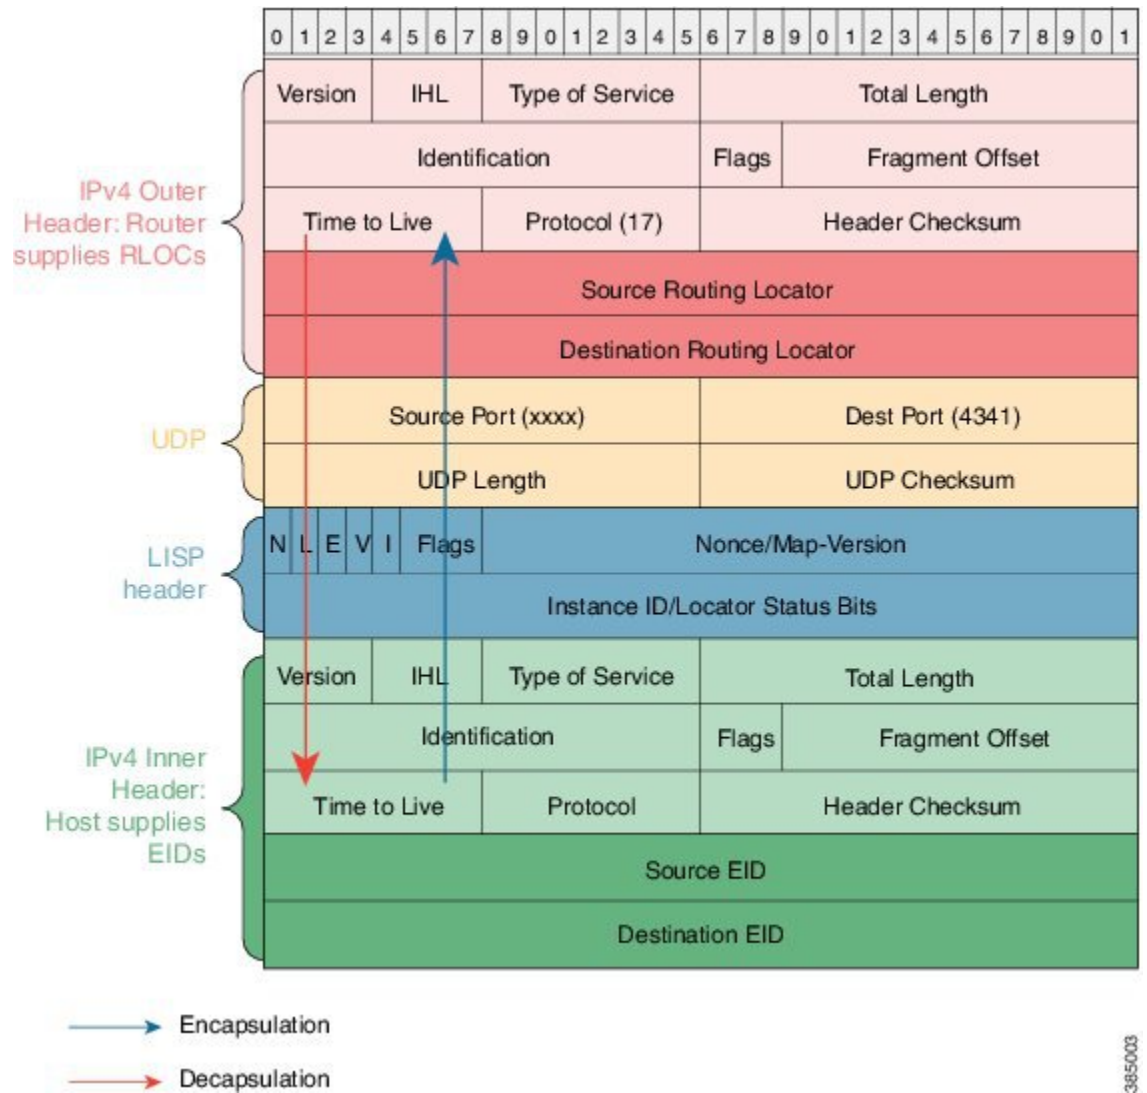 0 1 2 3 4 5 6 7 8 9 0 1 2 3 4 5 6 7 8 9 0 1 2 3 4 5 6 7 8 9 0 1
Version IHL Type of Service Total Length
Identification Flags Fragment Offset
IPv4 Outer
Header: Router
supplies RLOCs
Time to Live Protocol (17) Header Checksum
Source Routing Locator
Destination Routing Locator
UDP
Source Port (xxxx) Dest Port (4341)
UDP Length UDP Checksum
LISP
header
N L E V I Flags Nonce/Map-Version
Instance ID/Locator Status Bits
Version IHL Type of Service Total Length
Identification Flags Fragment Offset
IPv4 Inner
Header:
Host supplies
EIDs
Time to Live Protocol Header Checksum
Source EID
Destination EID
Encapsulation
Decapsulation
385003